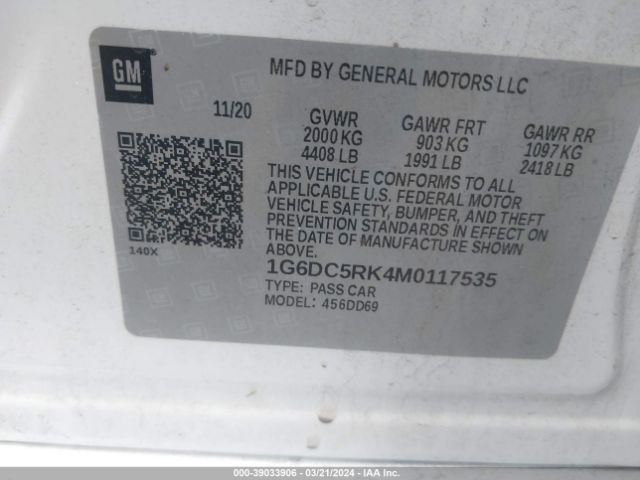 GM
MFD BY GENERAL MOTORS LLC
11/20
GVWR
2000 KG
4408 LB
GAWR FRT
903 KG
1991 LB
GAWR RR
1097 KG
2418 LB
THIS VEHICLE CONFORMS TO ALL
APPLICABLE U.S. FEDERAL MOTOR
VEHICLE SAFETY, BUMPER, AND THEFT
PREVENTION STANDARDS IN EFFECT ON
THE DATE OF MANUFACTURE SHOWN
ABOVE.
140X
1G6DC5RK4M0117535
TYPE: PASS CAR
MODEL: 456DD69
000-39033906 - 03/21/2024 - IAAI.COM